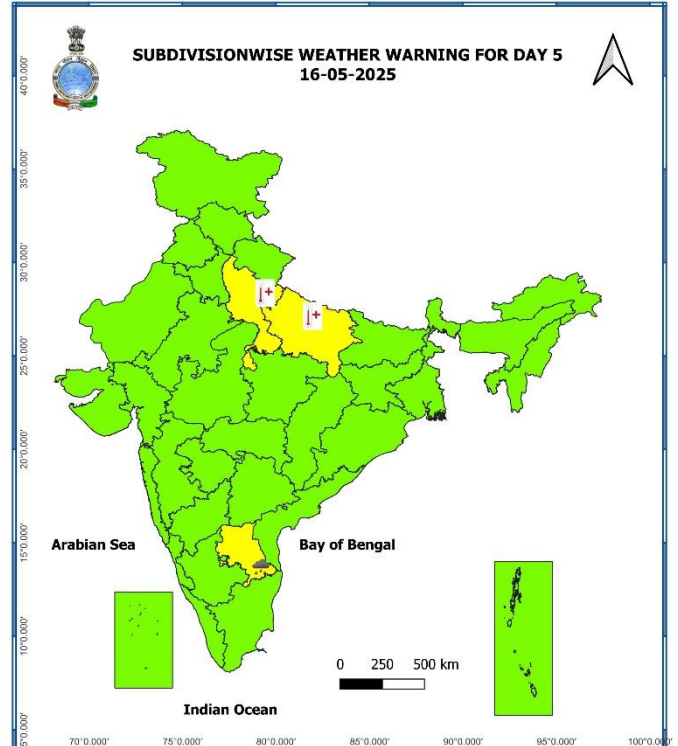 SUBDIVISIONWISE WEATHER WARNING FOR DAY 5
16-05-2025
40°0.000'
35°0.000'
30°0.000'
25°0.000'
20°0.000'
15°0.000'
10°0.000'
5°0.000'
Arabian Sea
Bay of Bengal
0 250 500 km
Indian Ocean
70°0.000' 75°0.000' 80°0.000' 85°0.000' 90°0.000' 95°0.000' 100°0.000'